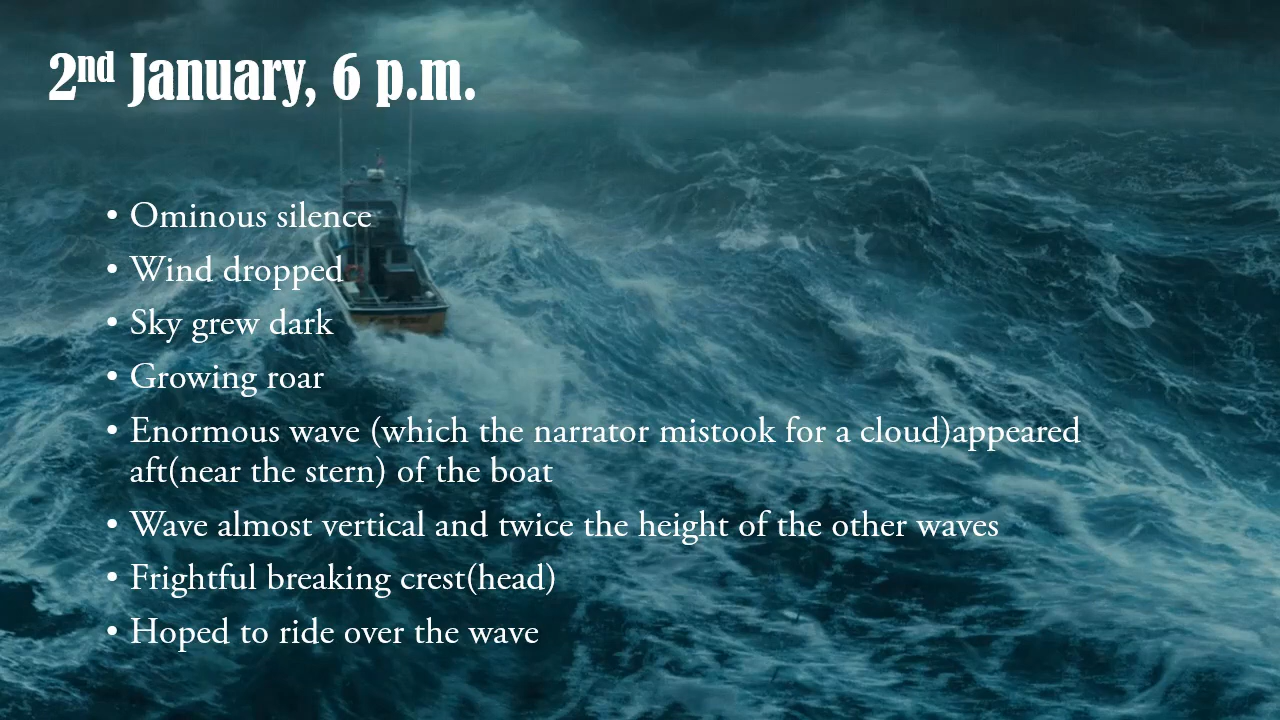 2nd January, 6 p.m.
• Ominous silence
• Wind dropped
• Sky grew dark
• Growing roar
• Enormous wave (which the narrator mistook for a cloud)appeared
aft(near the stern) of the boat
• Wave almost vertical and twice the height of the other waves
• Frightful breaking crest(head)
• Hoped to ride over the wave